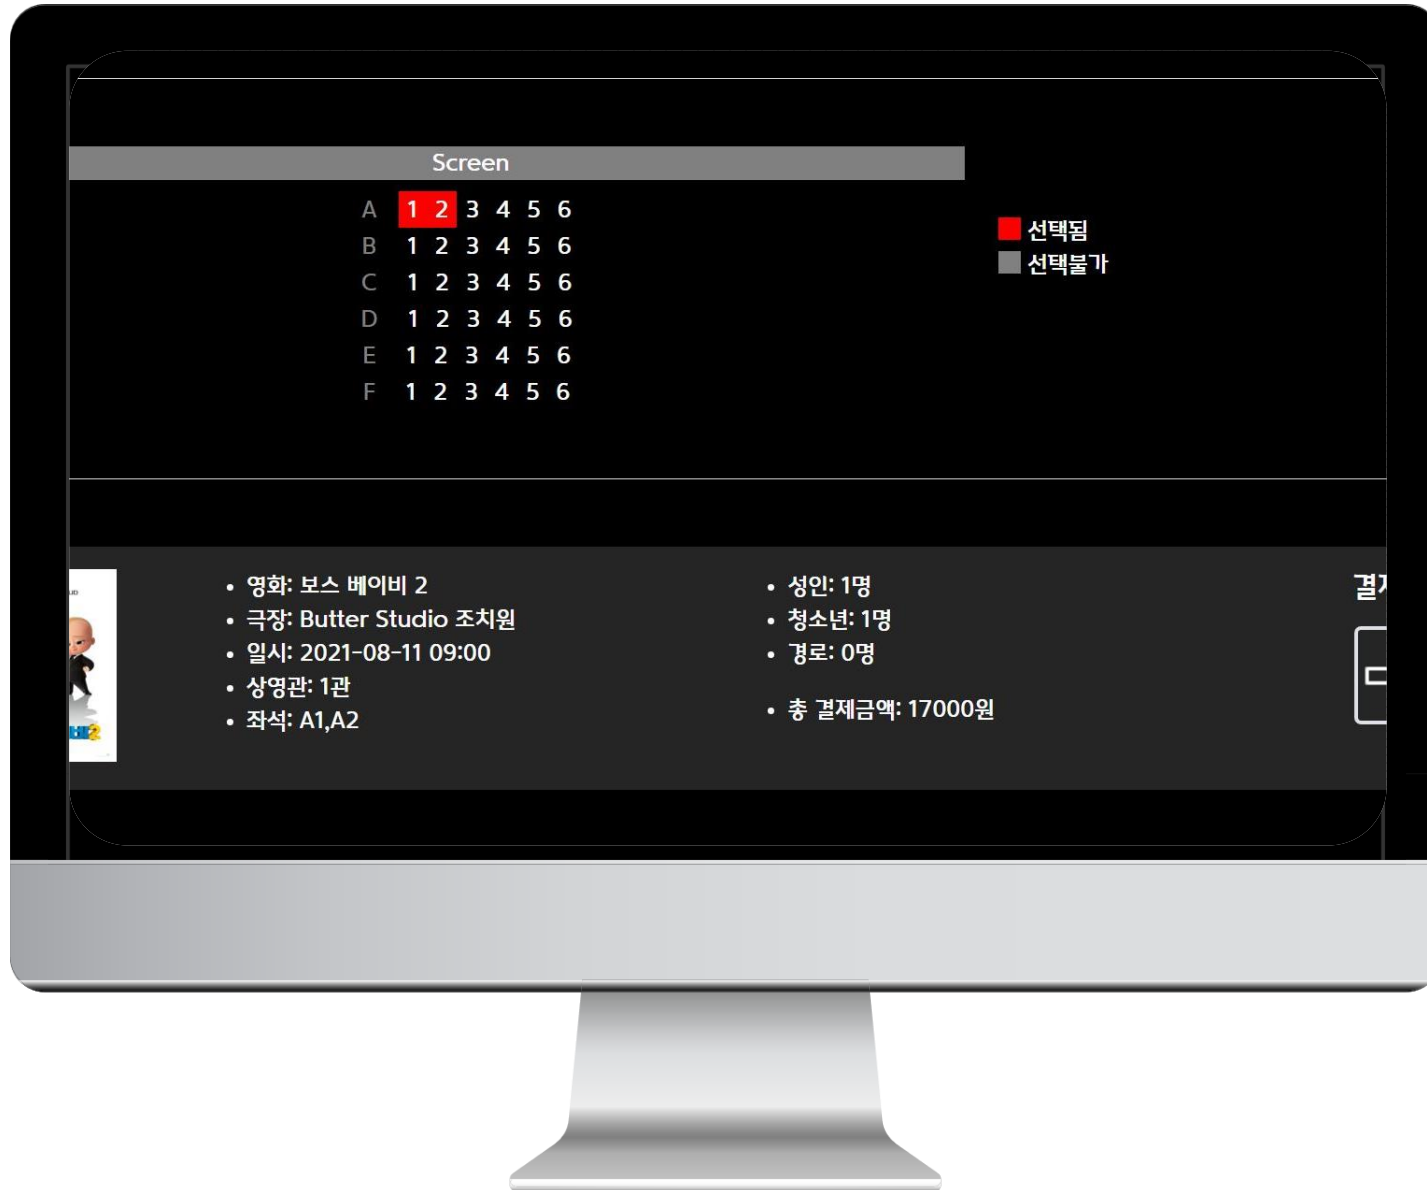 Screen
A 1 2 3 4 5 6
B 1 2 3 4 5 6
C 1 2 3 4 5 6
D 1 2 3 4 5 6
E 1 2 3 4 5 6
F 1 2 3 4 5 6
선택됨
선택불가
• 영화: 보스 베이비 2
• 극장: Butter Studio 조치원
• 일시: 2021-08-11 09:00
• 상영관: 1관
• 좌석: A1,A2
• 성인: 1명
• 청소년: 1명
• 경로: 0명
• 총 결제금액: 17000원